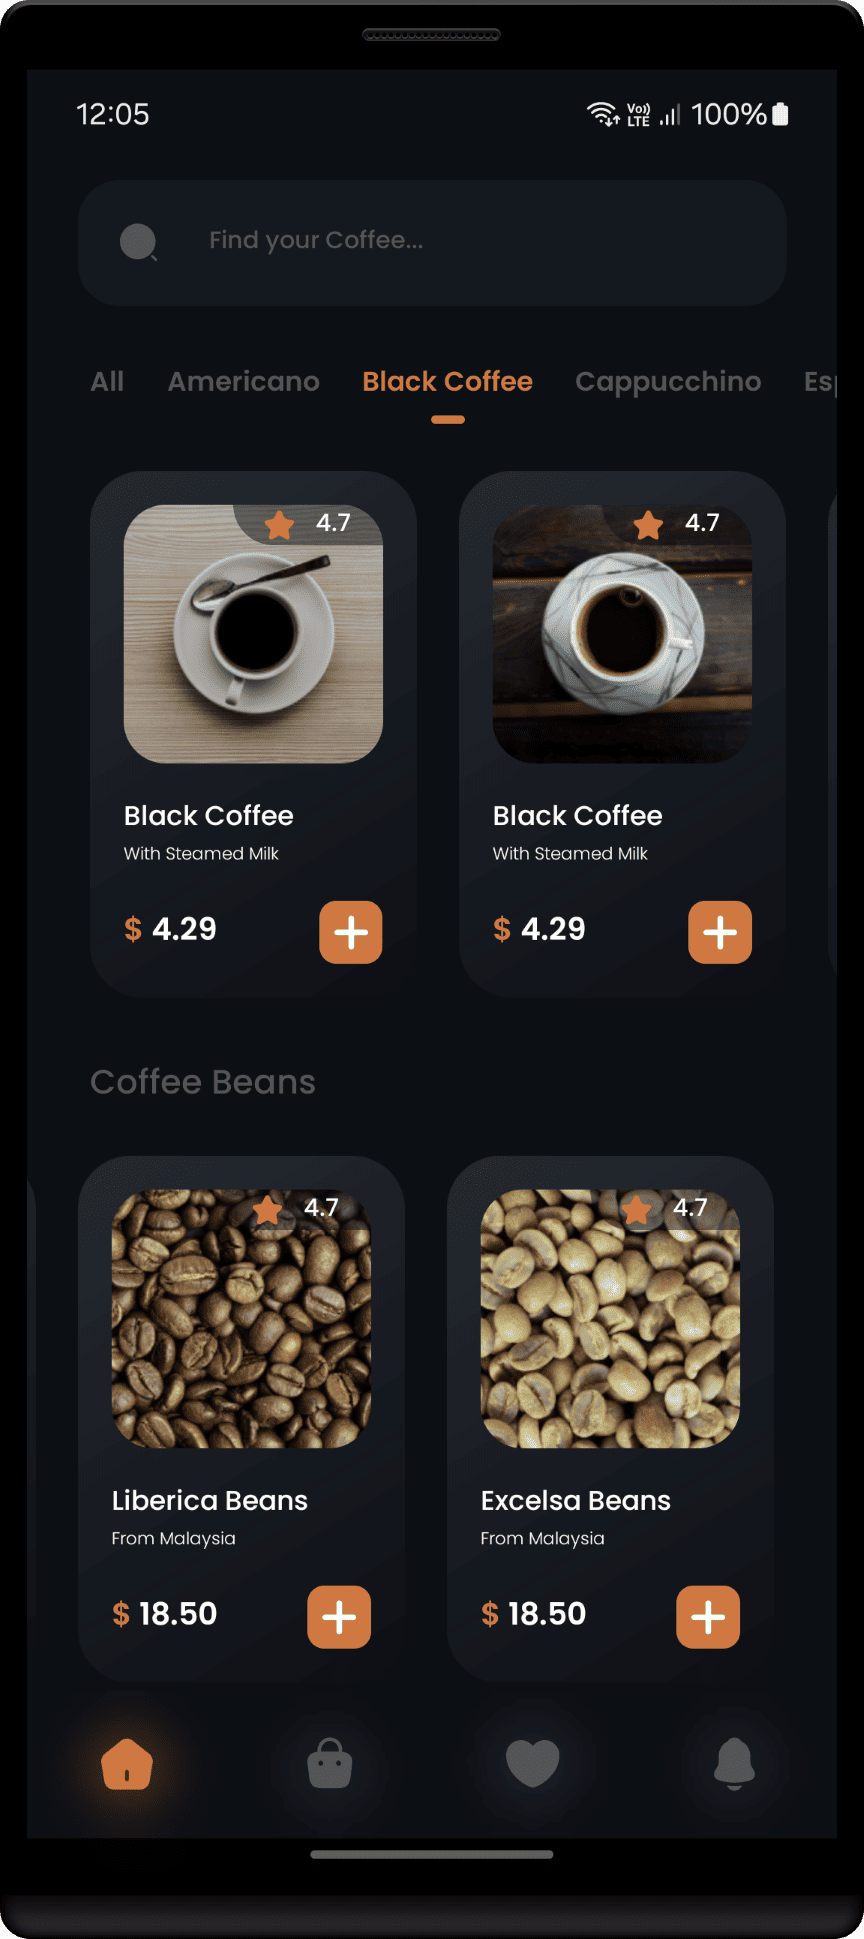 12:05 Vo)) LTE 100%
Find your Coffee...
All Americano Black Coffee Cappucchino Esp
4.7 4.7
Black Coffee Black Coffee
With Steamed Milk With Steamed Milk
$ 4.29 $ 4.29
Coffee Beans
4.7 4.7
Liberica Beans Excelsa Beans
From Malaysia From Malaysia
$ 18.50 $ 18.50